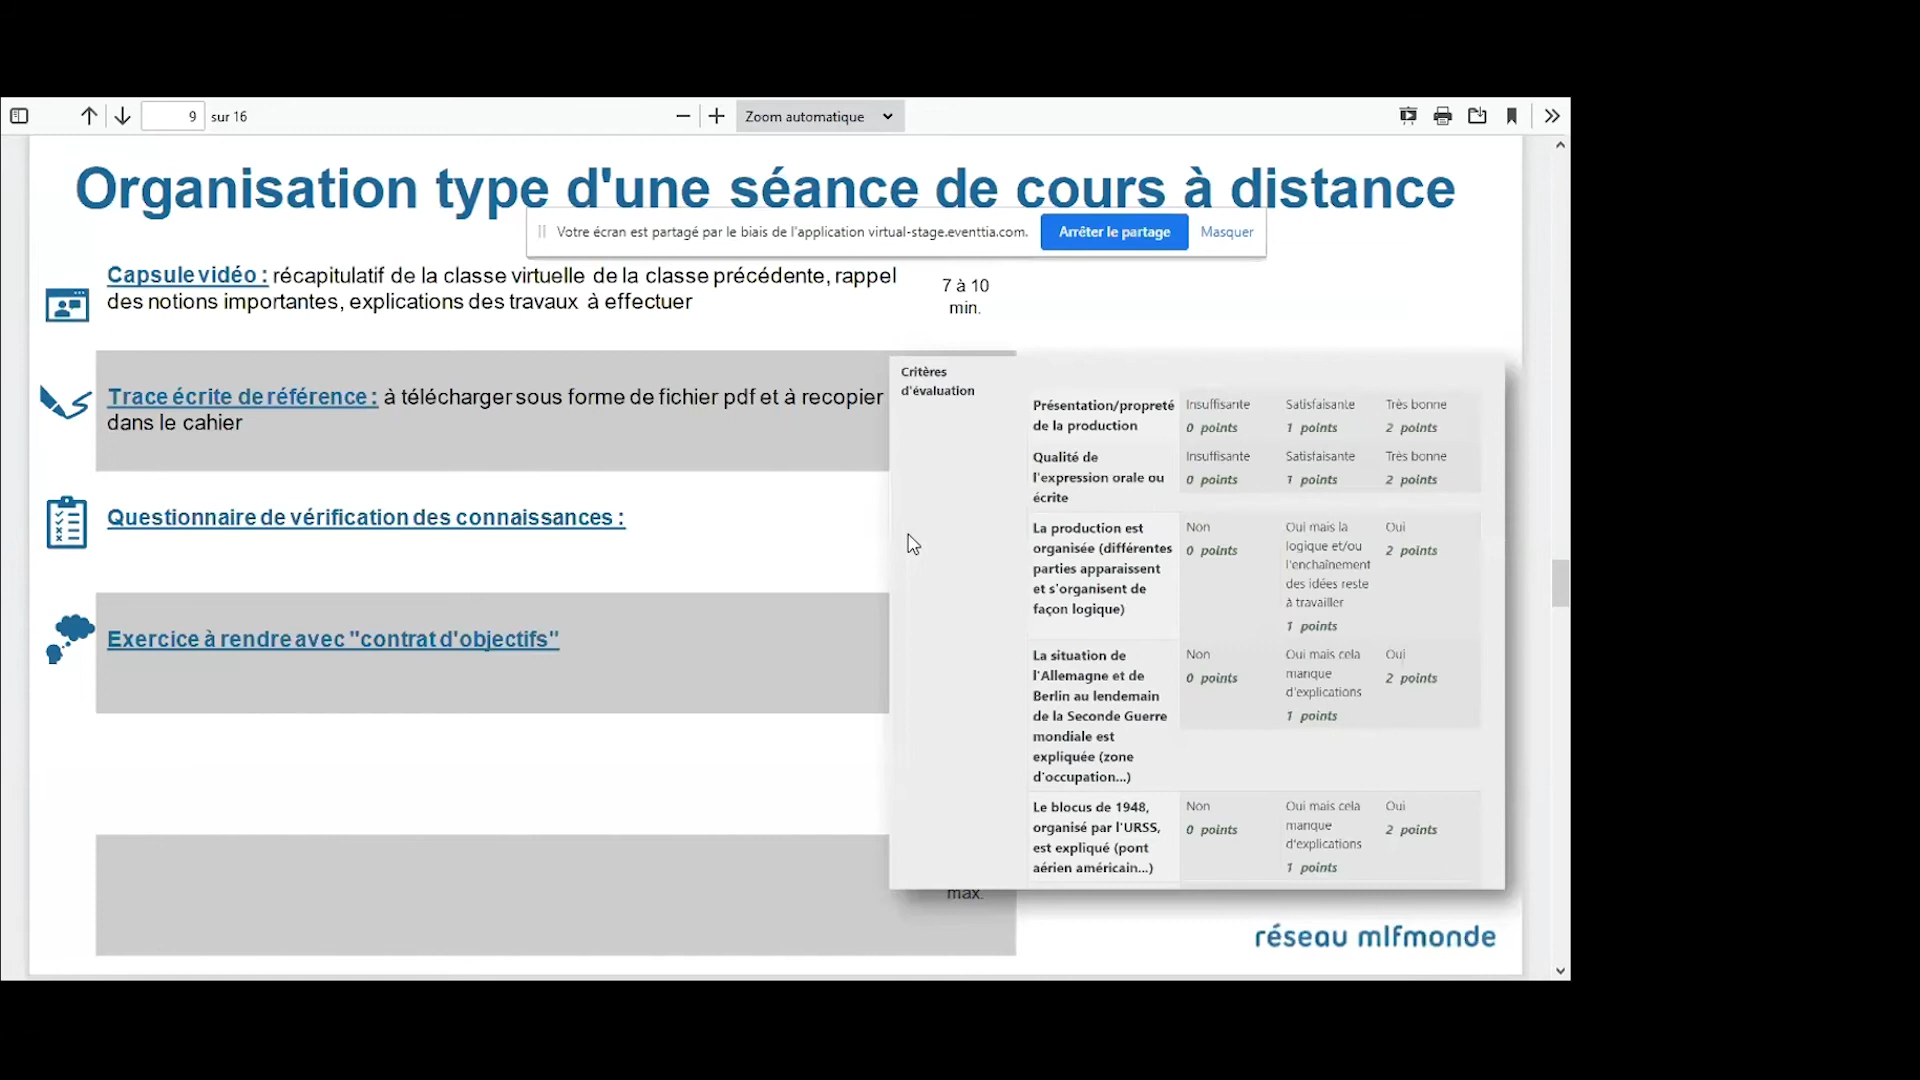 9 sur 16
Zoom automatique
Organisation type d'une séance de cours à distance
Votre écran est partagé par le biais de l'application virtual-stage.eventtia.com.
Arrêter le partage
Masquer
Capsule vidéo : récapitulatif de la classe virtuelle de la classe précédente, rappel
des notions importantes, explications des travaux à effectuer
7 à 10
min.
Trace écrite de référence : à télécharger sous forme de fichier pdf et à recopier
dans le cahier
Questionnaire de vérification des connaissances :
Exercice à rendre avec "contrat d'objectifs"
Critères
d'évaluation
Présentation/propreté
de la production
Insuffisante
0 points
Satisfaisante
1 points
Très bonne
2 points
Qualité de
l'expression orale ou
écrite
Insuffisante
0 points
Satisfaisante
1 points
Très bonne
2 points
La production est
organisée (différentes
parties apparaissent
et s'organisent de
façon logique)
Non
0 points
Oui mais la
logique et/ou
l'enchaînement
des idées reste
à travailler
1 points
Oui
2 points
La situation de
l'Allemagne et de
Berlin au lendemain
de la Seconde Guerre
mondiale est
expliquée (zone
d'occupation...)
Non
0 points
Oui mais cela
manque
d'explications
1 points
Oui
2 points
Le blocus de 1948,
organisé par l'URSS,
est expliqué (pont
aérien américain...)
Non
0 points
Oui mais cela
manque
d'explications
1 points
Oui
2 points
max.
réseau mlfmonde